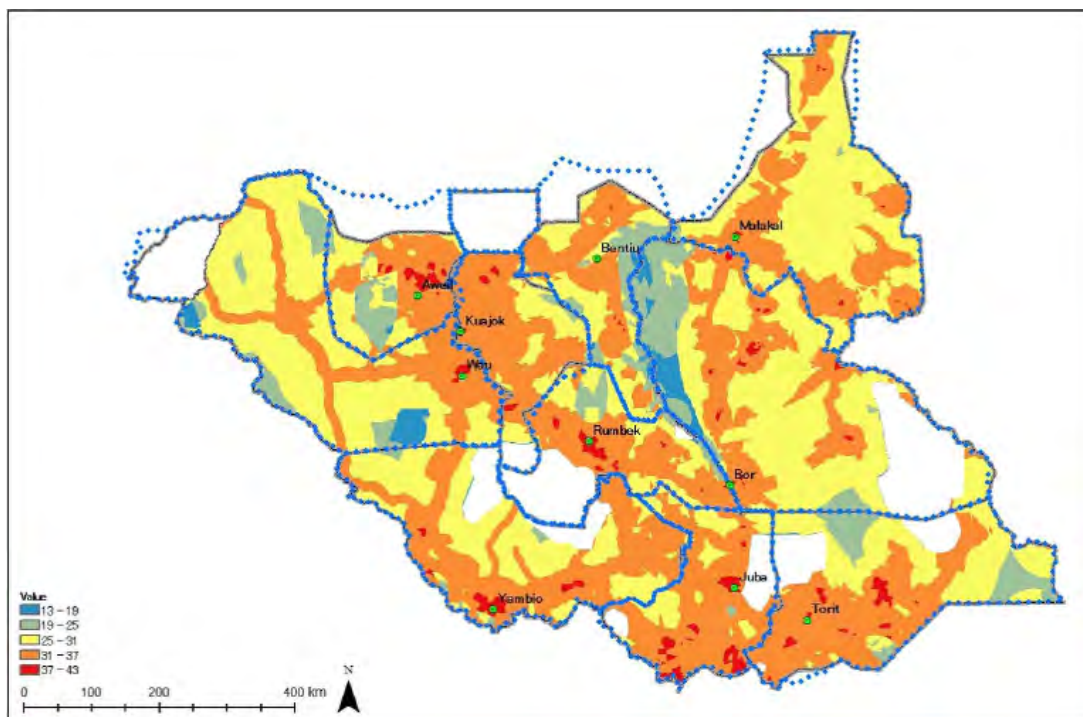 Malakal
Bentiu
Aweil
Kuajok
Wau
Rumbek
Bor
Juba
Yambio
Torit
Value
13 – 19
19 – 25
25 – 31
31 – 37
37 – 43
N
0 100 200 400 km